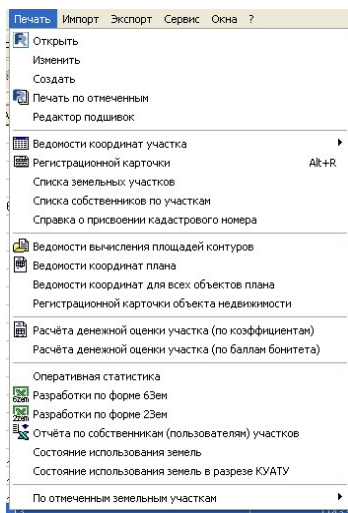 Печать Импорт Экспорт Сервис Окна ?
Открыть
Изменить
Создать
Печать по отмеченным
Редактор подшивок
Ведомости координат участка
Регистрационной карточки Alt+R
Списка земельных участков
Списка собственников по участкам
Справка о присвоении кадастрового номера
Ведомости вычисления площадей контуров
Ведомости координат плана
Ведомости координат для всех объектов плана
Регистрационной карточки объекта недвижимости
Расчёта денежной оценки участка (по коэффициентам)
Расчёта денежной оценки участка (по баллам бонитета)
Оперативная статистика
Разработки по форме 6Зем
Разработки по форме 2Зем
Отчёта по собственникам (пользователям) участков
Состояние использования земель
Состояние использования земель в разрезе КУАТУ
По отмеченным земельным участкам